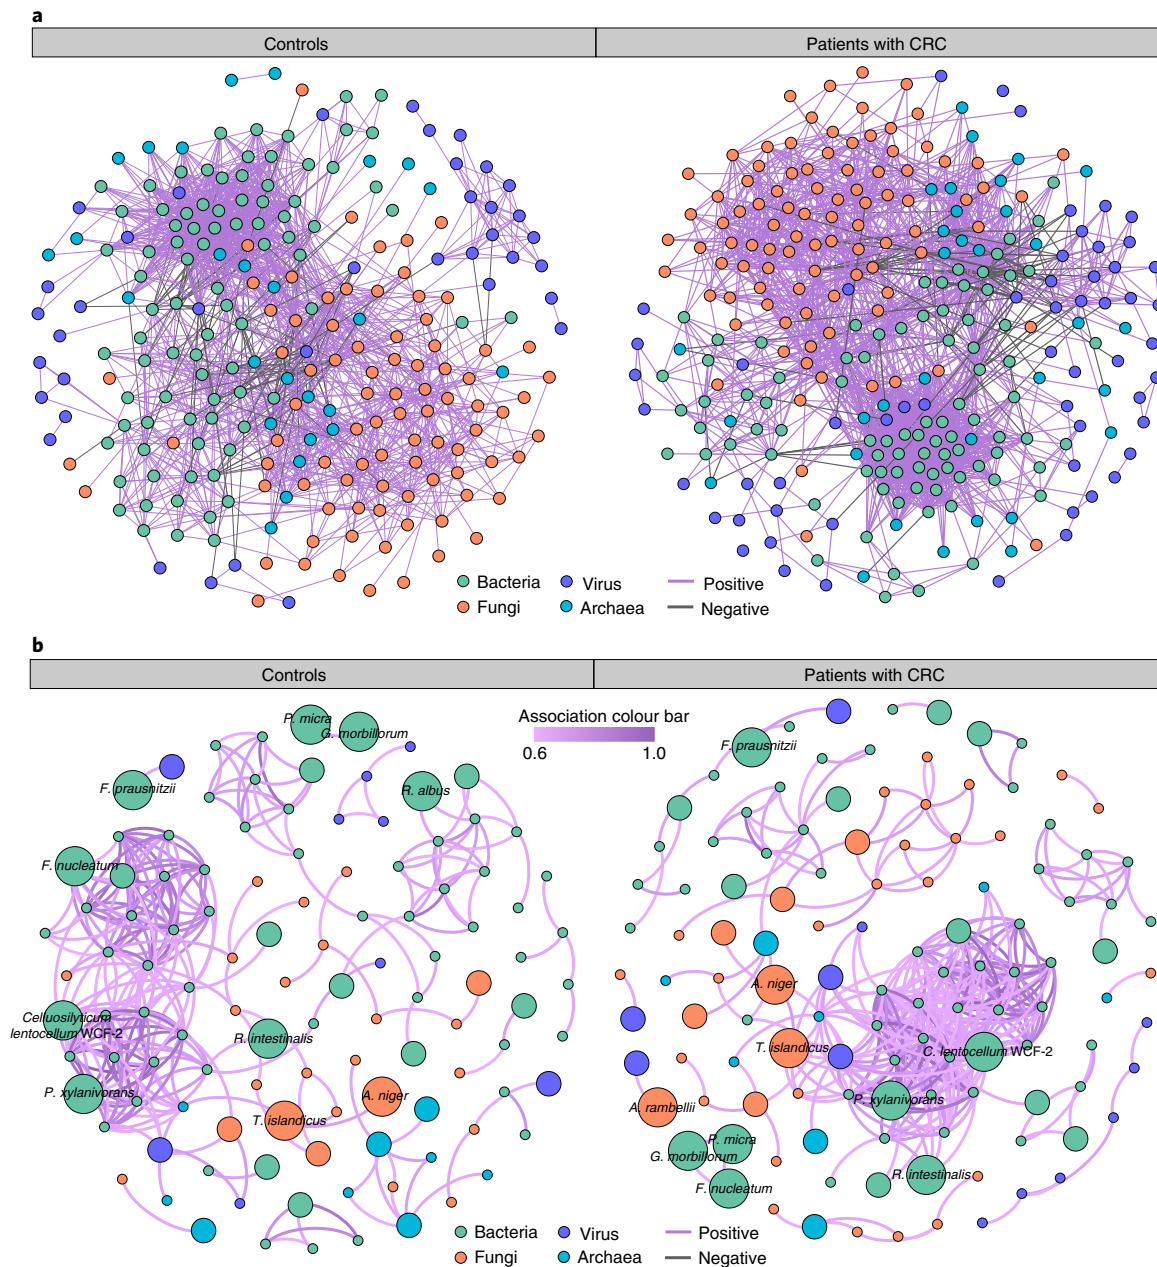 a
Controls
Patients with CRC
Bacteria
Virus
Positive
Fungi
Archaea
Negative
b
Controls
Patients with CRC
Association colour bar
0.6
1.0
P. micra
G. morbillorum
F. prausnitzii
R. albus
F. nucleatum
Celluosilyticum
lentocellum WCF-2
R. intestinalis
P. xylanivorans
A. niger
T. islandicus
F. prausnitzii
A. niger
T. islandicus
C. lentocellum WCF-2
A. rambellii
P. xylanivorans
P. micra
G. morbillorum
R. intestinalis
F. nucleatum
Bacteria
Virus
Positive
Fungi
Archaea
Negative